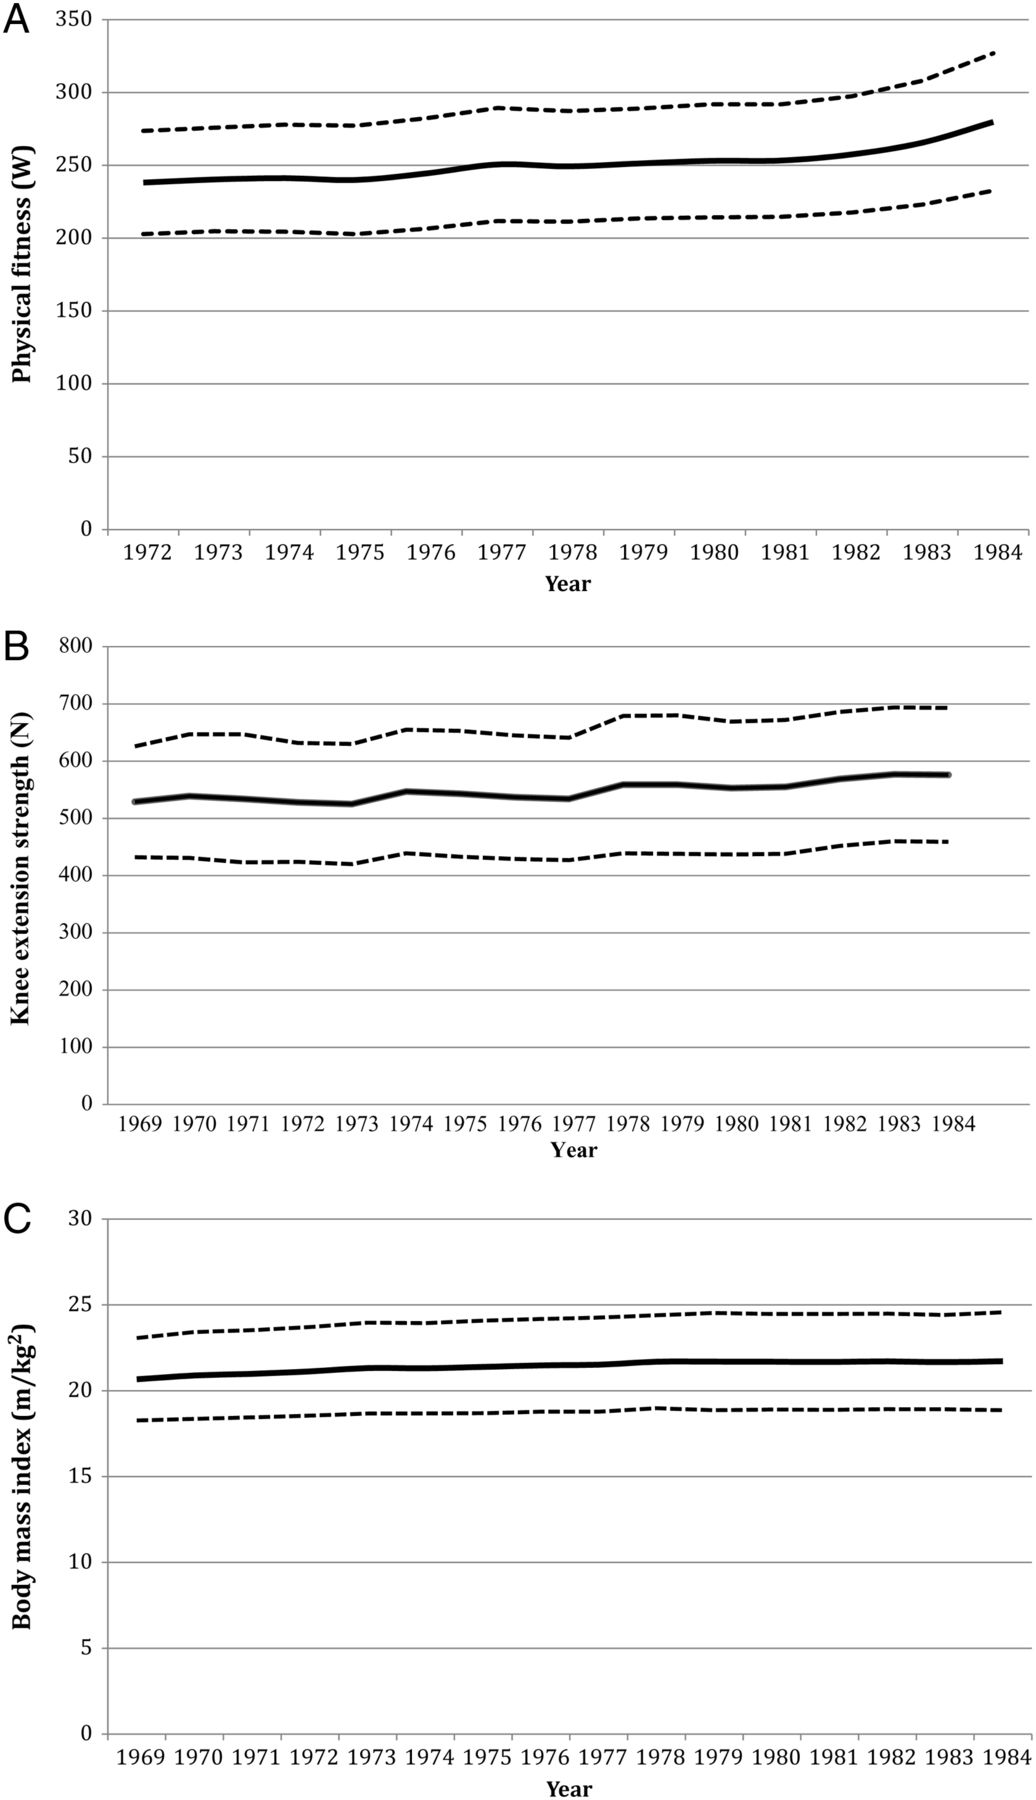 A
350
300
250
200
150
100
50
0
Physical fitness (W)
1972 1973 1974 1975 1976 1977 1978 1979 1980 1981 1982 1983 1984
Year
B
800
700
600
500
400
300
200
100
0
Knee extension strength (N)
1969 1970 1971 1972 1973 1974 1975 1976 1977 1978 1979 1980 1981 1982 1983 1984
Year
C
30
25
20
15
10
5
0
Body mass index (m/kg²)
1969 1970 1971 1972 1973 1974 1975 1976 1977 1978 1979 1980 1981 1982 1983 1984
Year